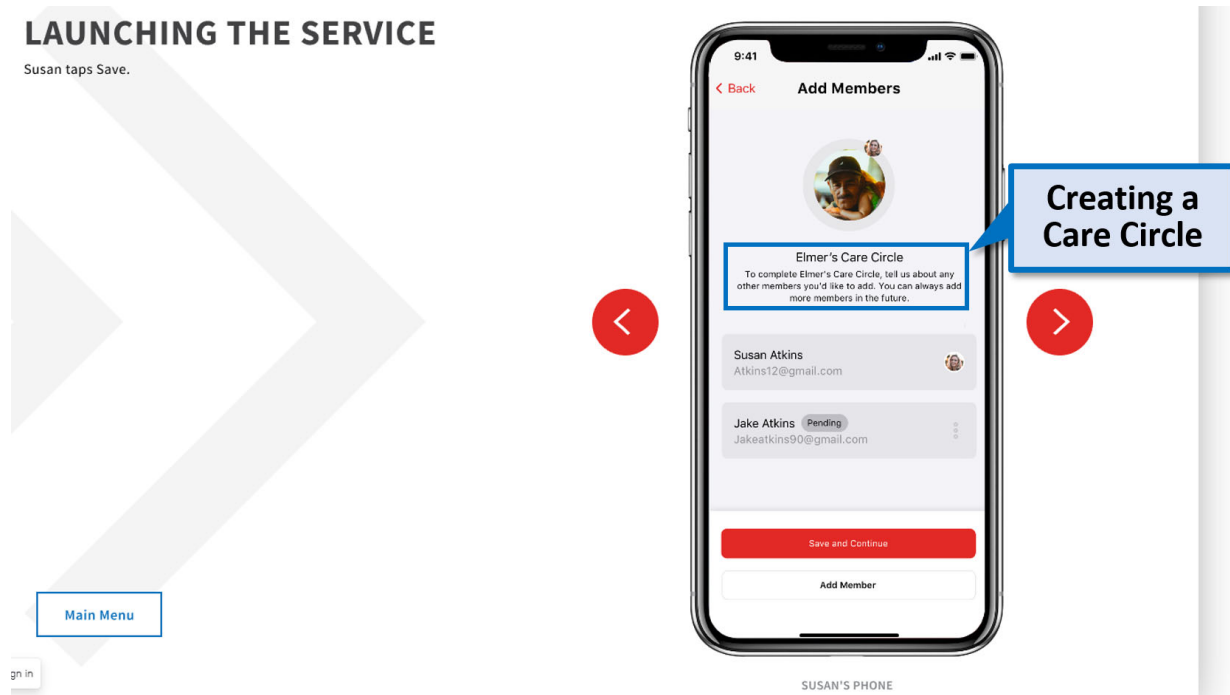 LAUNCHING THE SERVICE
Susan taps Save.
9:41
Back
Add Members
Creating a
Care Circle
Elmer's Care Circle
To complete Elmer's Care Circle, tell us about any
other members you'd like to add. You can always add
more members in the future.
Susan Atkins
Atkins12@gmail.com
Jake Atkins Pending
Jakeatkins90@gmail.com
Save and Continue
Add Member
Main Menu
gn in
SUSAN'S PHONE